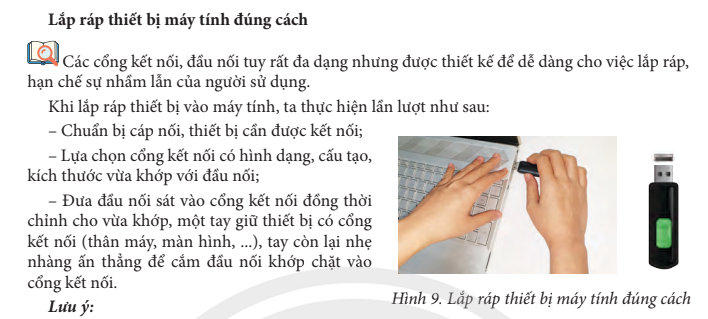 Lắp ráp thiết bị máy tính đúng cách
Các cổng kết nối, đầu nối tuy rất đa dạng nhưng được thiết kế để dễ dàng cho việc lắp ráp,
hạn chế sự nhầm lẫn của người sử dụng.
Khi lắp ráp thiết bị vào máy tính, ta thực hiện lần lượt như sau:
– Chuẩn bị cáp nối, thiết bị cần được kết nối;
– Lựa chọn cổng kết nối có hình dạng, cấu tạo,
kích thước vừa khớp với đầu nối;
– Đưa đầu nối sát vào cổng kết nối đồng thời
chỉnh cho vừa khớp, một tay giữ thiết bị có cổng
kết nối (thân máy, màn hình, ...), tay còn lại nhẹ
nhàng ấn thẳng để cắm đầu nối khớp chặt vào
cổng kết nối.
Hình 9. Lắp ráp thiết bị máy tính đúng cách
Lưu ý: